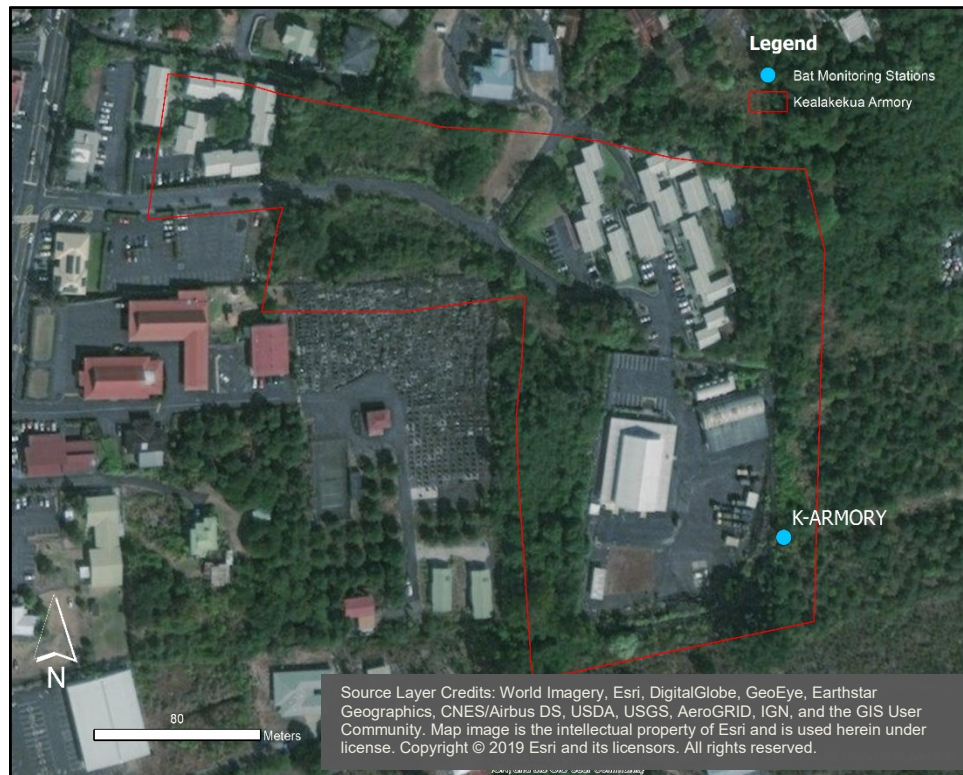 Legend
Bat Monitoring Stations
Kealakekua Armory
K-ARMORY
N
80
Meters
Source Layer Credits: World Imagery, Esri, DigitalGlobe, GeoEye, Earthstar
Geographics, CNES/Airbus DS, USDA, USGS, AeroGRID, IGN, and the GIS User
Community. Map image is the intellectual property of Esri and is used herein under
license. Copyright © 2019 Esri and its licensors. All rights reserved.